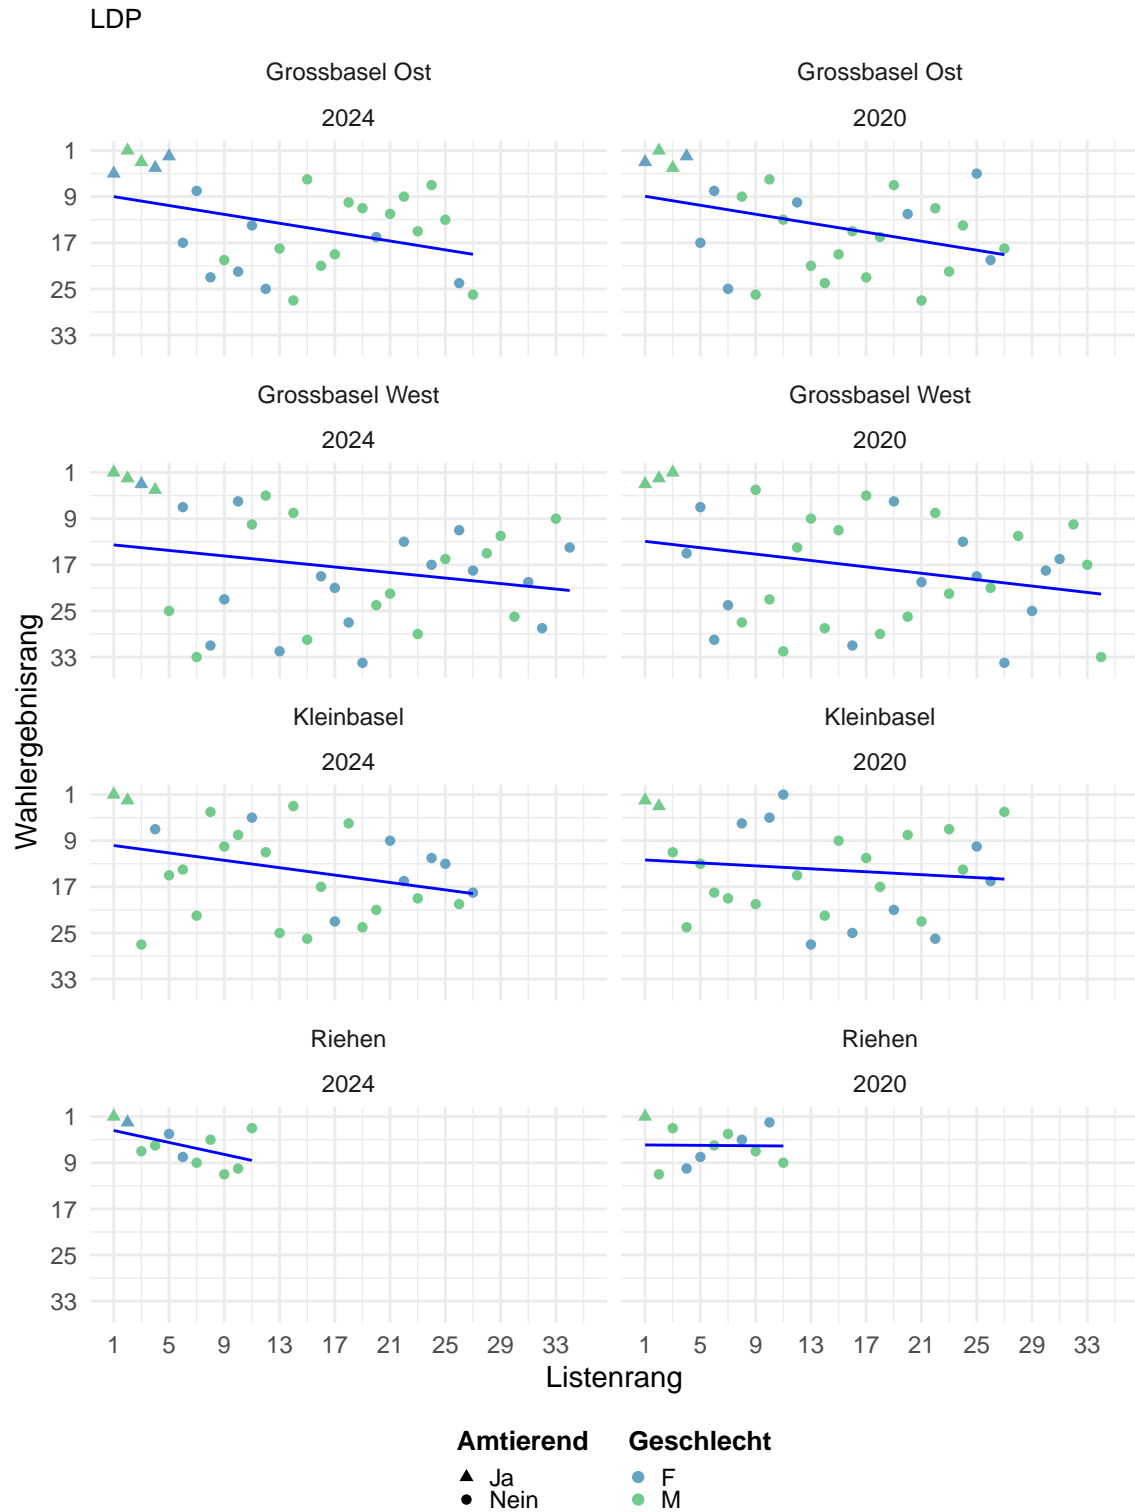 LDP
Grossbasel Ost Grossbasel Ost
2024 2020
1
9
17
25
33
Grossbasel West Grossbasel West
2024 2020
1
9
17
25
33
Kleinbasel Kleinbasel
2024 2020
1
9
17
25
33
Riehen Riehen
2024 2020
1
9
17
25
33
Wahlergebnisrang
1 5 9 13 17 21 25 29 33 1 5 9 13 17 21 25 29 33
Listenrang
Amtierend Geschlecht
Ja F
Nein M